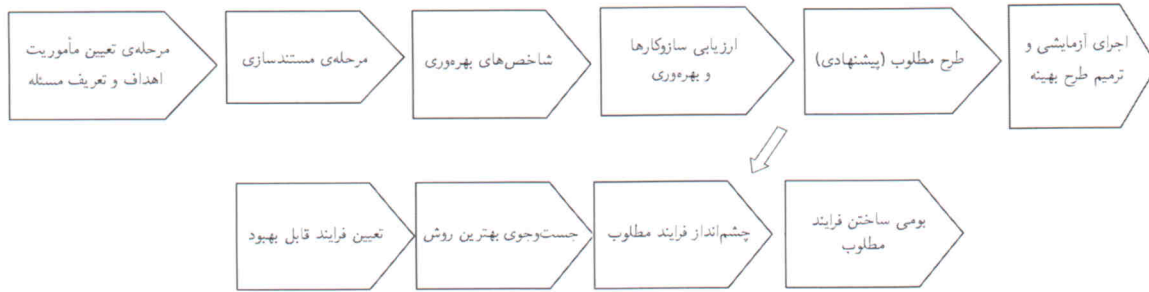 مرحله‌ی تعیین مأموریت
اهداف و تعریف مسئله
مرحله‌ی مستندسازی
شاخص‌های بهره‌وری
ارزیابی سازوکارها
و بهره‌وری
طرح مطلوب (پیشنهادی)
اجرای آزمایشی و
ترمیم طرح بهینه
تعیین فرایند قابل بهبود
جست‌وجوی بهترین روش
چشم‌انداز فرایند مطلوب
بومی ساختن فرایند
مطلوب